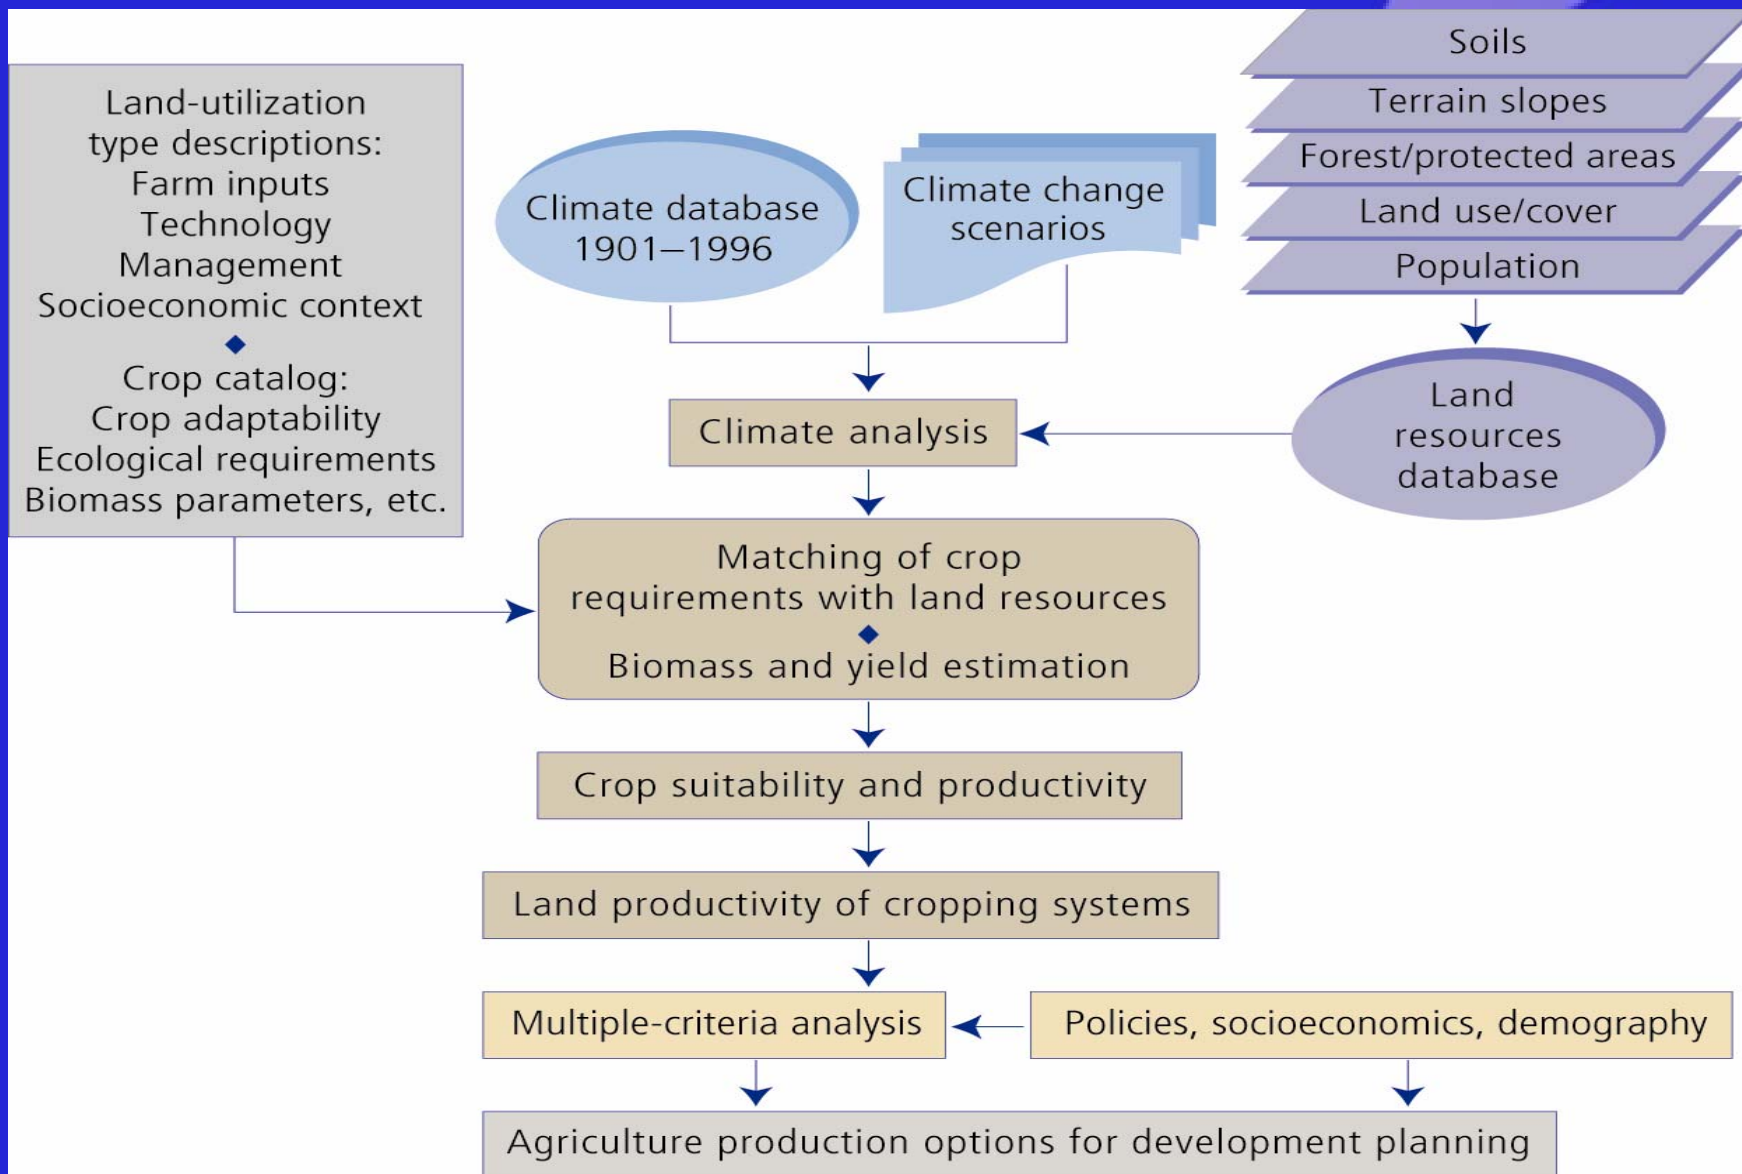 Land-utilization
type descriptions:
Farm inputs
Technology
Management
Socioeconomic context
Crop catalog:
Crop adaptability
Ecological requirements
Biomass parameters, etc.
Climate database
1901–1996
Climate change
scenarios
Soils
Terrain slopes
Forest/protected areas
Land use/cover
Population
Land
resources
database
Climate analysis
Matching of crop
requirements with land resources
Biomass and yield estimation
Crop suitability and productivity
Land productivity of cropping systems
Multiple-criteria analysis
Policies, socioeconomics, demography
Agriculture production options for development planning